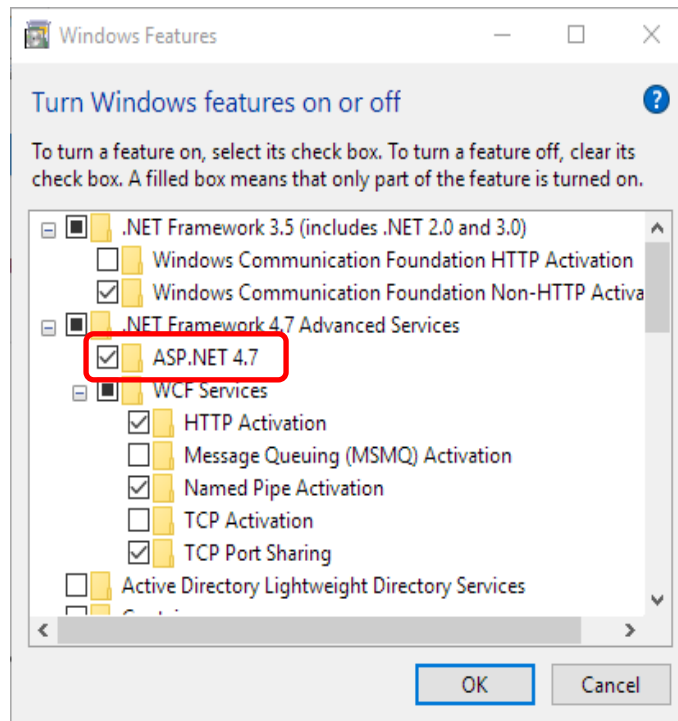 Windows Features
Turn Windows features on or off
To turn a feature on, select its check box. To turn a feature off, clear its
check box. A filled box means that only part of the feature is turned on.
.NET Framework 3.5 (includes .NET 2.0 and 3.0)
Windows Communication Foundation HTTP Activation
Windows Communication Foundation Non-HTTP Activa
.NET Framework 4.7 Advanced Services
ASP.NET 4.7
WCF Services
HTTP Activation
Message Queuing (MSMQ) Activation
Named Pipe Activation
TCP Activation
TCP Port Sharing
Active Directory Lightweight Directory Services
OK Cancel